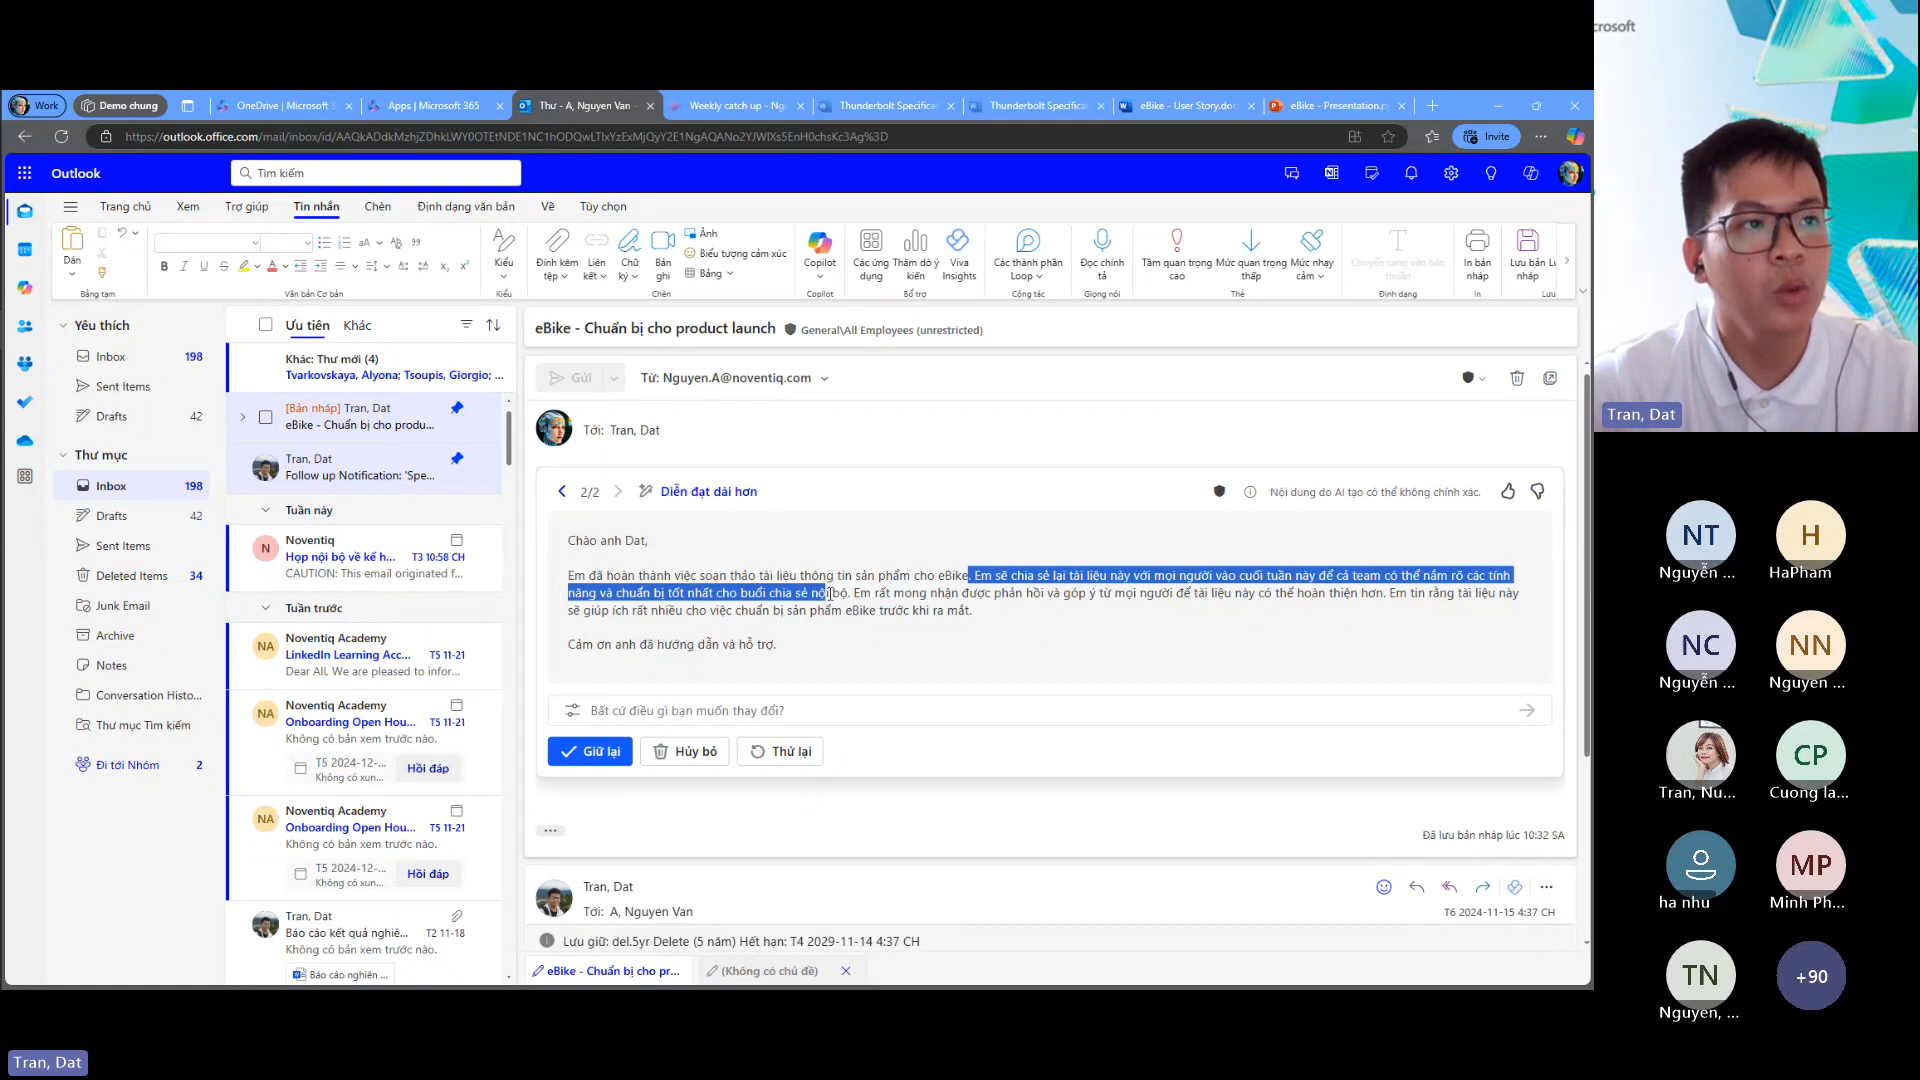 crosoft
Work
Demo chung
OneDrive | Microsoft 3
Apps | Microsoft 365
Thư - A, Nguyen Van -
Weekly catch up - Ng
Thunderbolt Specifica
Thunderbolt Specifica
eBike - User Story.doc
eBike - Presentation.p
https://outlook.office.com/mail/inbox/id/
Invite
Outlook
Tìm kiếm
Trang chủ
Xem
Trợ giúp
Tin nhắn
Chèn
Định dạng văn bản
Vẽ
Tùy chọn
Dán
Bảng tạm
Văn bản Cơ bản
Kiểu
Kiểu
Đính kèm tệp
Liên kết
Chữ ký
Bản ghi
Ảnh
Biểu tượng cảm xúc
Bảng
Chèn
Copilot
Copilot
Các ứng dụng
Thăm dò ý kiến
Viva Insights
Bổ trợ
Các thành phần Loop
Công tác
Đọc chính tả
Giọng nói
Tầm quan trọng cao
Mức quan trọng thấp
Mức nhạy cảm
Thẻ
Chuyển sang văn bản thuần
Định dạng
In bản nháp
In
Lưu bản nháp
Lưu
Yêu thích
Inbox 198
Sent Items
Drafts 42
Thư mục
Inbox 198
Drafts 42
Sent Items
Deleted Items 34
Junk Email
Archive
Notes
Conversation Histo...
Thư mục Tìm kiếm
Đi tới Nhóm 2
Ưu tiên Khác
Khác: Thư mới (4)
Tvarkovskaya, Alyona; Tsoupis, Giorgio; ...
[Bản nháp] Tran, Dat
eBike - Chuẩn bị cho produ...
Tran, Dat
Follow up Notification: 'Spe...
Tuần này
N
Noventiq
Họp nội bộ về kế h... T3 10:58 CH
CAUTION: This email originated f...
Tuần trước
NA
Noventiq Academy
LinkedIn Learning Acc... T5 11-21
Dear All, We are pleased to infor...
NA
Noventiq Academy
Onboarding Open Hou... T5 11-21
Không có bản xem trước nào.
T5 2024-12-...
Không có xun...
Hồi đáp
NA
Noventiq Academy
Onboarding Open Hou... T5 11-21
Không có bản xem trước nào.
T5 2024-12-...
Không có xun...
Hồi đáp
Tran, Dat
Báo cáo kết quả nghiê... T2 11-18
Không có bản xem trước nào.
Báo cáo nghiên ...
eBike - Chuẩn bị cho product launch
General\All Employees (unrestricted)
Gửi
Từ: Nguyen.A@noventiq.com
Tới: Tran, Dat
2/2
Diễn đạt dài hơn
Nội dung do AI tạo có thể không chính xác.
Chào anh Dat,
Em đã hoàn thành việc soạn thảo tài liệu thông tin sản phẩm cho eBike. Em sẽ chia sẻ lại tài liệu này với mọi người vào cuối tuần này để cả team có thể nắm rõ các tính
năng và chuẩn bị tốt nhất cho buổi chia sẻ nội bộ. Em rất mong nhận được phản hồi và góp ý từ mọi người để tài liệu này có thể hoàn thiện hơn. Em tin rằng tài liệu này
sẽ giúp ích rất nhiều cho việc chuẩn bị sản phẩm eBike trước khi ra mắt.
Cảm ơn anh đã hướng dẫn và hỗ trợ.
Bất cứ điều gì bạn muốn thay đổi?
Giữ lại
Hủy bỏ
Thử lại
Đã lưu bản nháp lúc 10:32 SA
Tran, Dat
Tới: A, Nguyen Van
T6 2024-11-15 4:37 CH
Lưu giữ: del.5yr Delete (5 năm) Hết hạn: T4 2029-11-14 4:37 CH
eBike - Chuẩn bị cho pr...
(Không có chủ đề)
Tran, Dat
NT
Nguyễn ...
H
HaPham
NC
Nguyễn ...
NN
Nguyen ...
Tran, Nu...
CP
Cuong la...
ha nhu
MP
Minh Ph...
TN
Nguyen, ...
+90
Tran, Dat